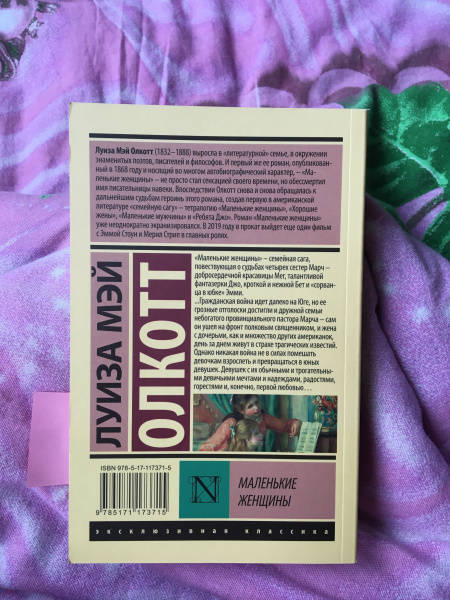 Луиза Мэй Олкотт (1832–1888) выросла в «литературной» семье, в окружении
знаменитых поэтов, писателей и философов. И первый же ее роман, опубликован-
ный в 1868 году и носящий во многом автобиографический характер, – «Ма-
ленькие женщины» – не просто стал сенсацией своего времени, но обессмертил
имя писательницы навеки. Впоследствии Олкотт снова и снова обращалась к
дальнейшим судьбам героинь этого романа, создав первую в американской
литературе «семейную сагу» – тетралогию «Маленькие женщины», «Хорошие
жены», «Маленькие мужчины» и «Ребята Джо». Роман «Маленькие женщины»
уже неоднократно экранизировался. В 2019 году в прокат выйдет еще один фильм
с Эммой Стоун и Мерил Стрип в главных ролях.
ЛУИЗА МЭЙ
ОЛКОТТ
«Маленькие женщины» – семейная сага,
повествующая о судьбах четырех сестер Марч –
добросердечной красавицы Мег, талантливой
фантазерки Джо, кроткой и нежной Бет и «сорван-
ца в юбке» Эмми.
...Гражданская война идет далеко на Юге, но ее
грозные отголоски достигли и дружной семьи
небогатого провинциального пастора Марча – сам
он ушел на фронт полковым священником, и жена
с дочерьми, как и множество других американок,
день за днем живут в страхе трагических известий.
Однако никакая война не в силах помешать
девочкам взрослеть и превращаться в юных
девушек. Девушек с их обычными и трогательны-
ми девичьими мечтами и надеждами, радостями,
горестями и, конечно, первой любовью...
ISBN 978-5-17-117371-5
9 785171 173715
N
МАЛЕНЬКИЕ
ЖЕНЩИНЫ
ЭКСКЛЮЗИВНАЯ КЛАССИКА